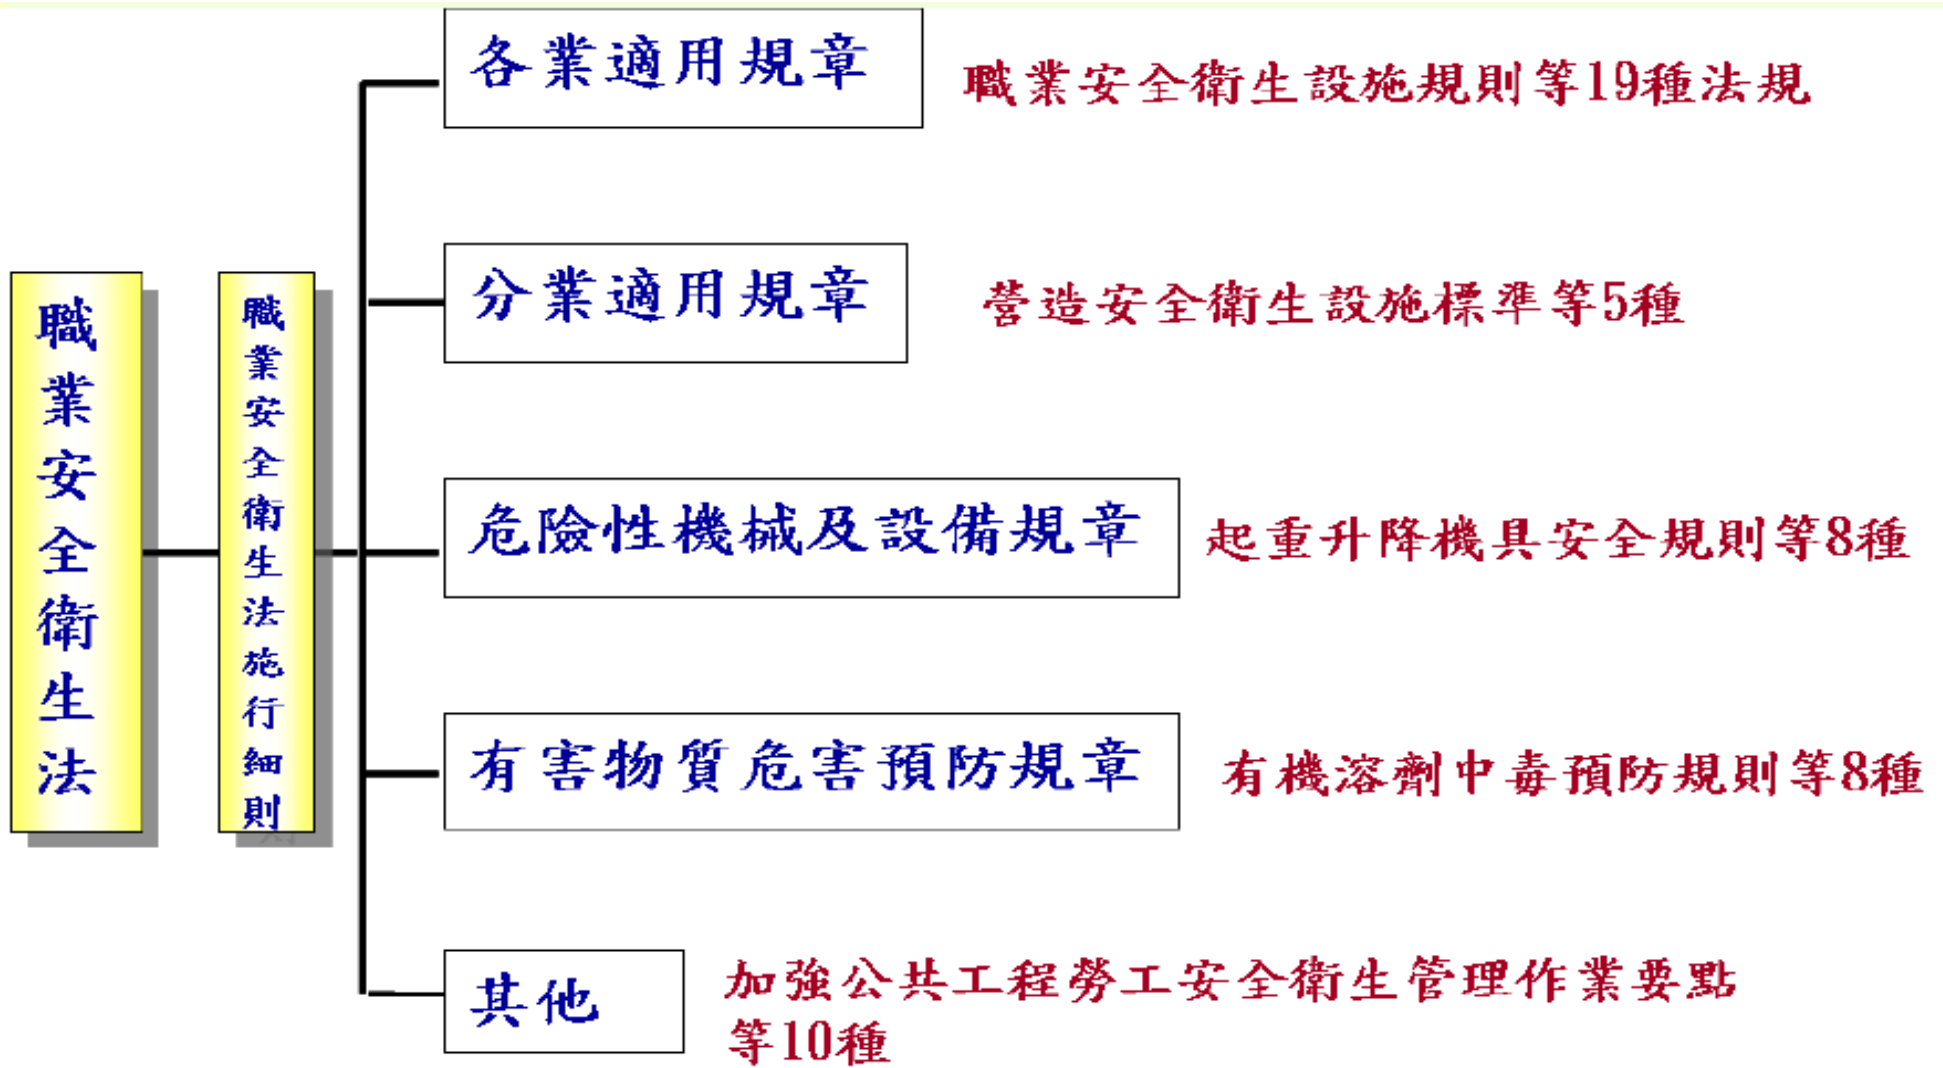 職業安全衛生法
職業安全衛生法施行細則
各業適用規章
職業安全衛生設施規則等19種法規
分業適用規章
營造安全衛生設施標準等5種
危險性機械及設備規章
起重升降機具安全規則等8種
有害物質危害預防規章
有機溶劑中毒預防規則等8種
其他
加強公共工程勞工安全衛生管理作業要點
等10種